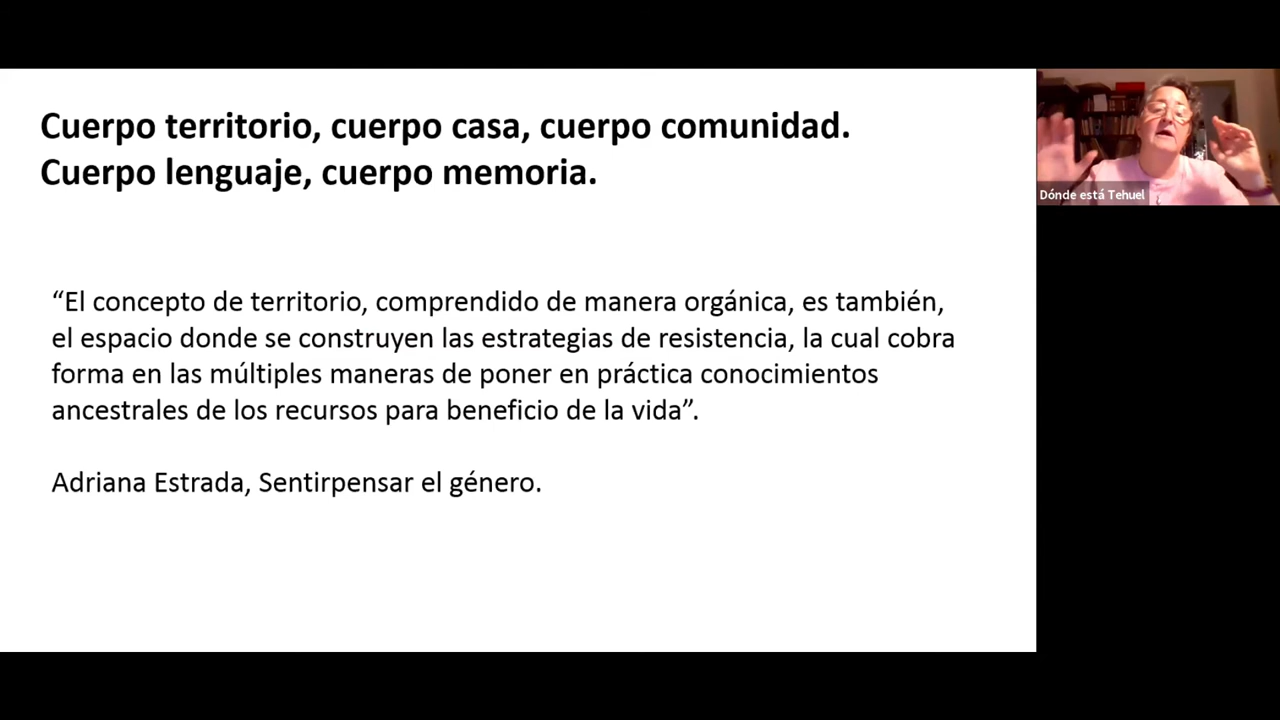 Cuerpo territorio, cuerpo casa, cuerpo comunidad.
Cuerpo lenguaje, cuerpo memoria.
“El concepto de territorio, comprendido de manera orgánica, es también,
el espacio donde se construyen las estrategias de resistencia, la cual cobra
forma en las múltiples maneras de poner en práctica conocimientos
ancestrales de los recursos para beneficio de la vida”.
Adriana Estrada, Sentirpensar el género.
Dónde está Tehuel